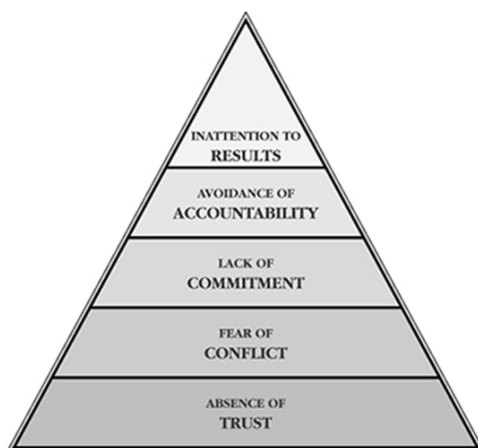 INATTENTION TO
RESULTS
AVOIDANCE OF
ACCOUNTABILITY
LACK OF
COMMITMENT
FEAR OF
CONFLICT
ABSENCE OF
TRUST